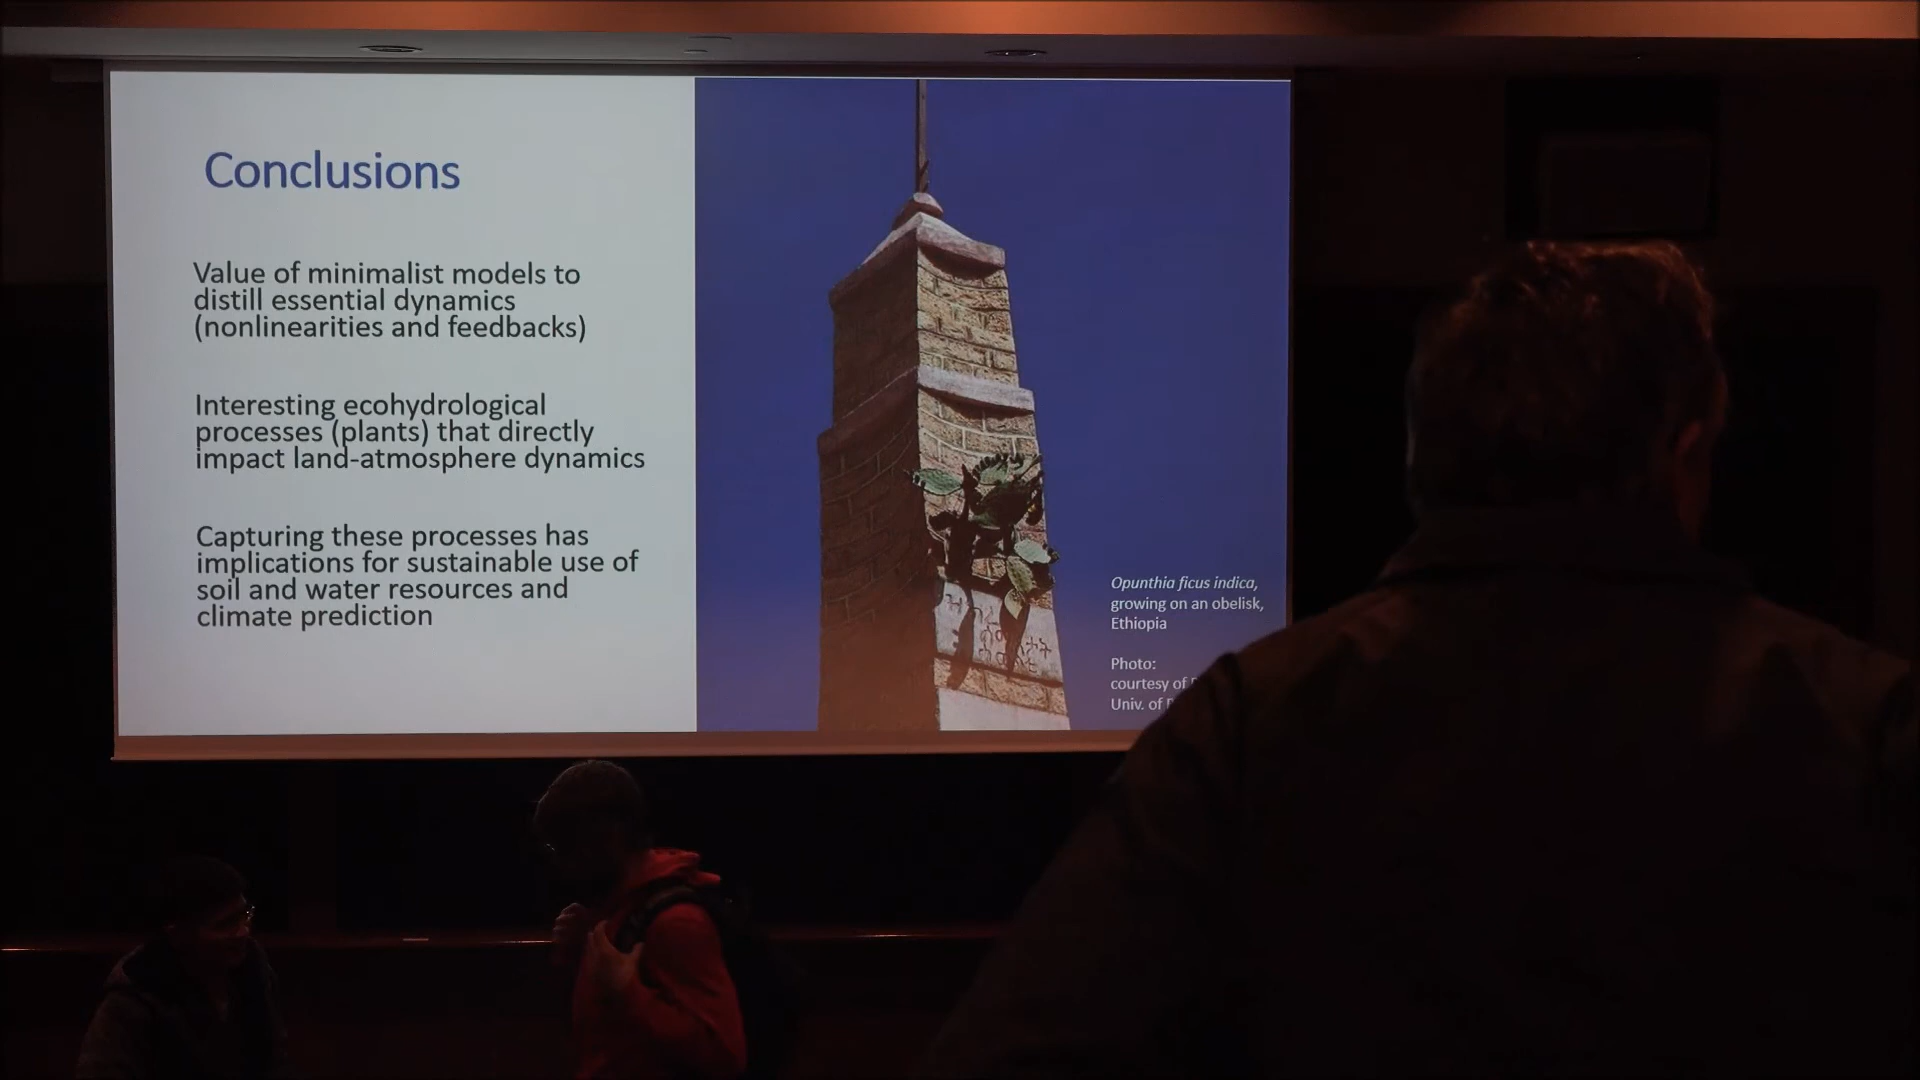 Conclusions
Value of minimalist models to
distill essential dynamics
(nonlinearities and feedbacks)
Interesting ecohydrological
processes (plants) that directly
impact land-atmosphere dynamics
Capturing these processes has
implications for sustainable use of
soil and water resources and
climate prediction
Opunthia ficus indica,
growing on an obelisk,
Ethiopia
Photo:
courtesy of
Univ. of